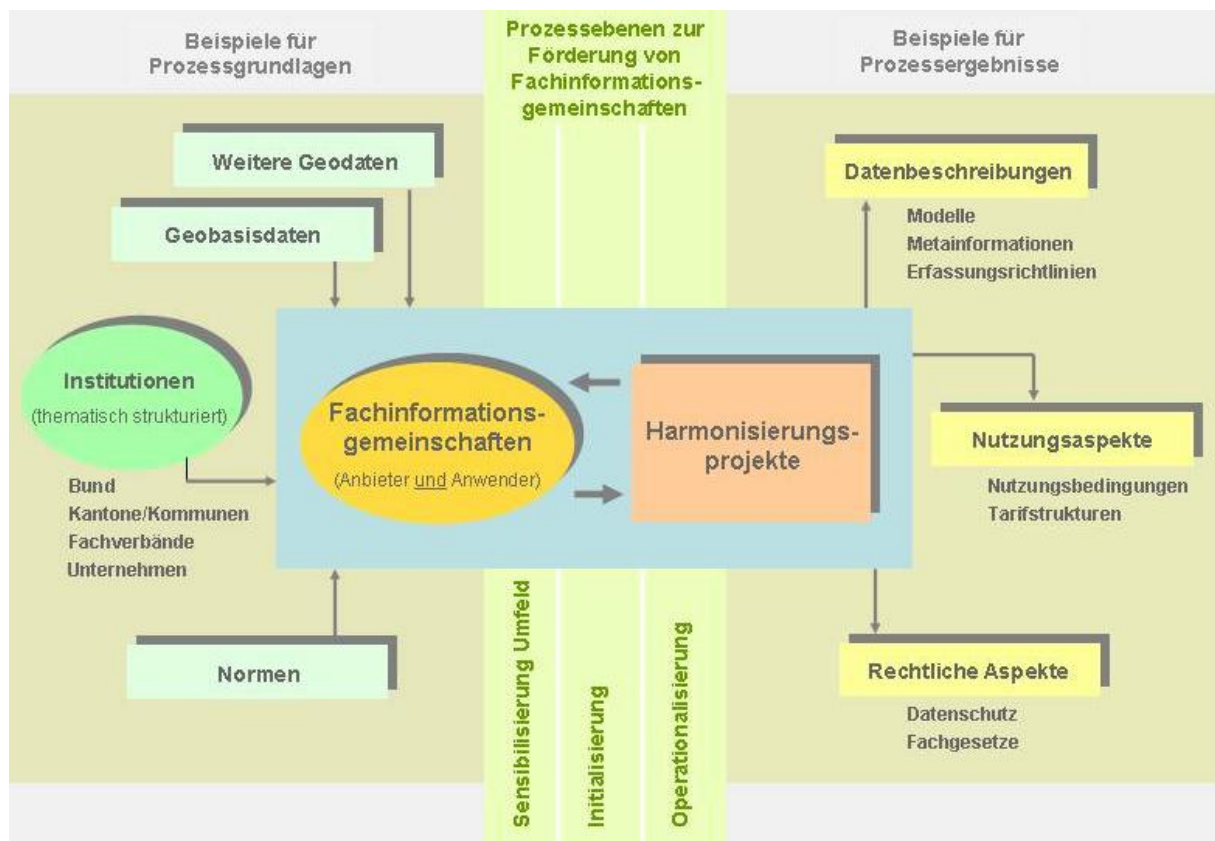 Beispiele für
Prozessgrundlagen
Prozessebenen zur
Förderung von
Fachinformations-
gemeinschaften
Beispiele für
Prozessergebnisse
Weitere Geodaten
Geobasisdaten
Institutionen
(thematisch strukturiert)
Bund
Kantone/Kommunen
Fachverbände
Unternehmen
Normen
Fachinformations-
gemeinschaften
(Anbieter und Anwender)
Harmonisierungs-
projekte
Sensibilisierung Umfeld
Initialisierung
Operationalisierung
Datenbeschreibungen
Modelle
Metainformationen
Erfassungsrichtlinien
Nutzungsaspekte
Nutzungsbedingungen
Tarifstrukturen
Rechtliche Aspekte
Datenschutz
Fachgesetze